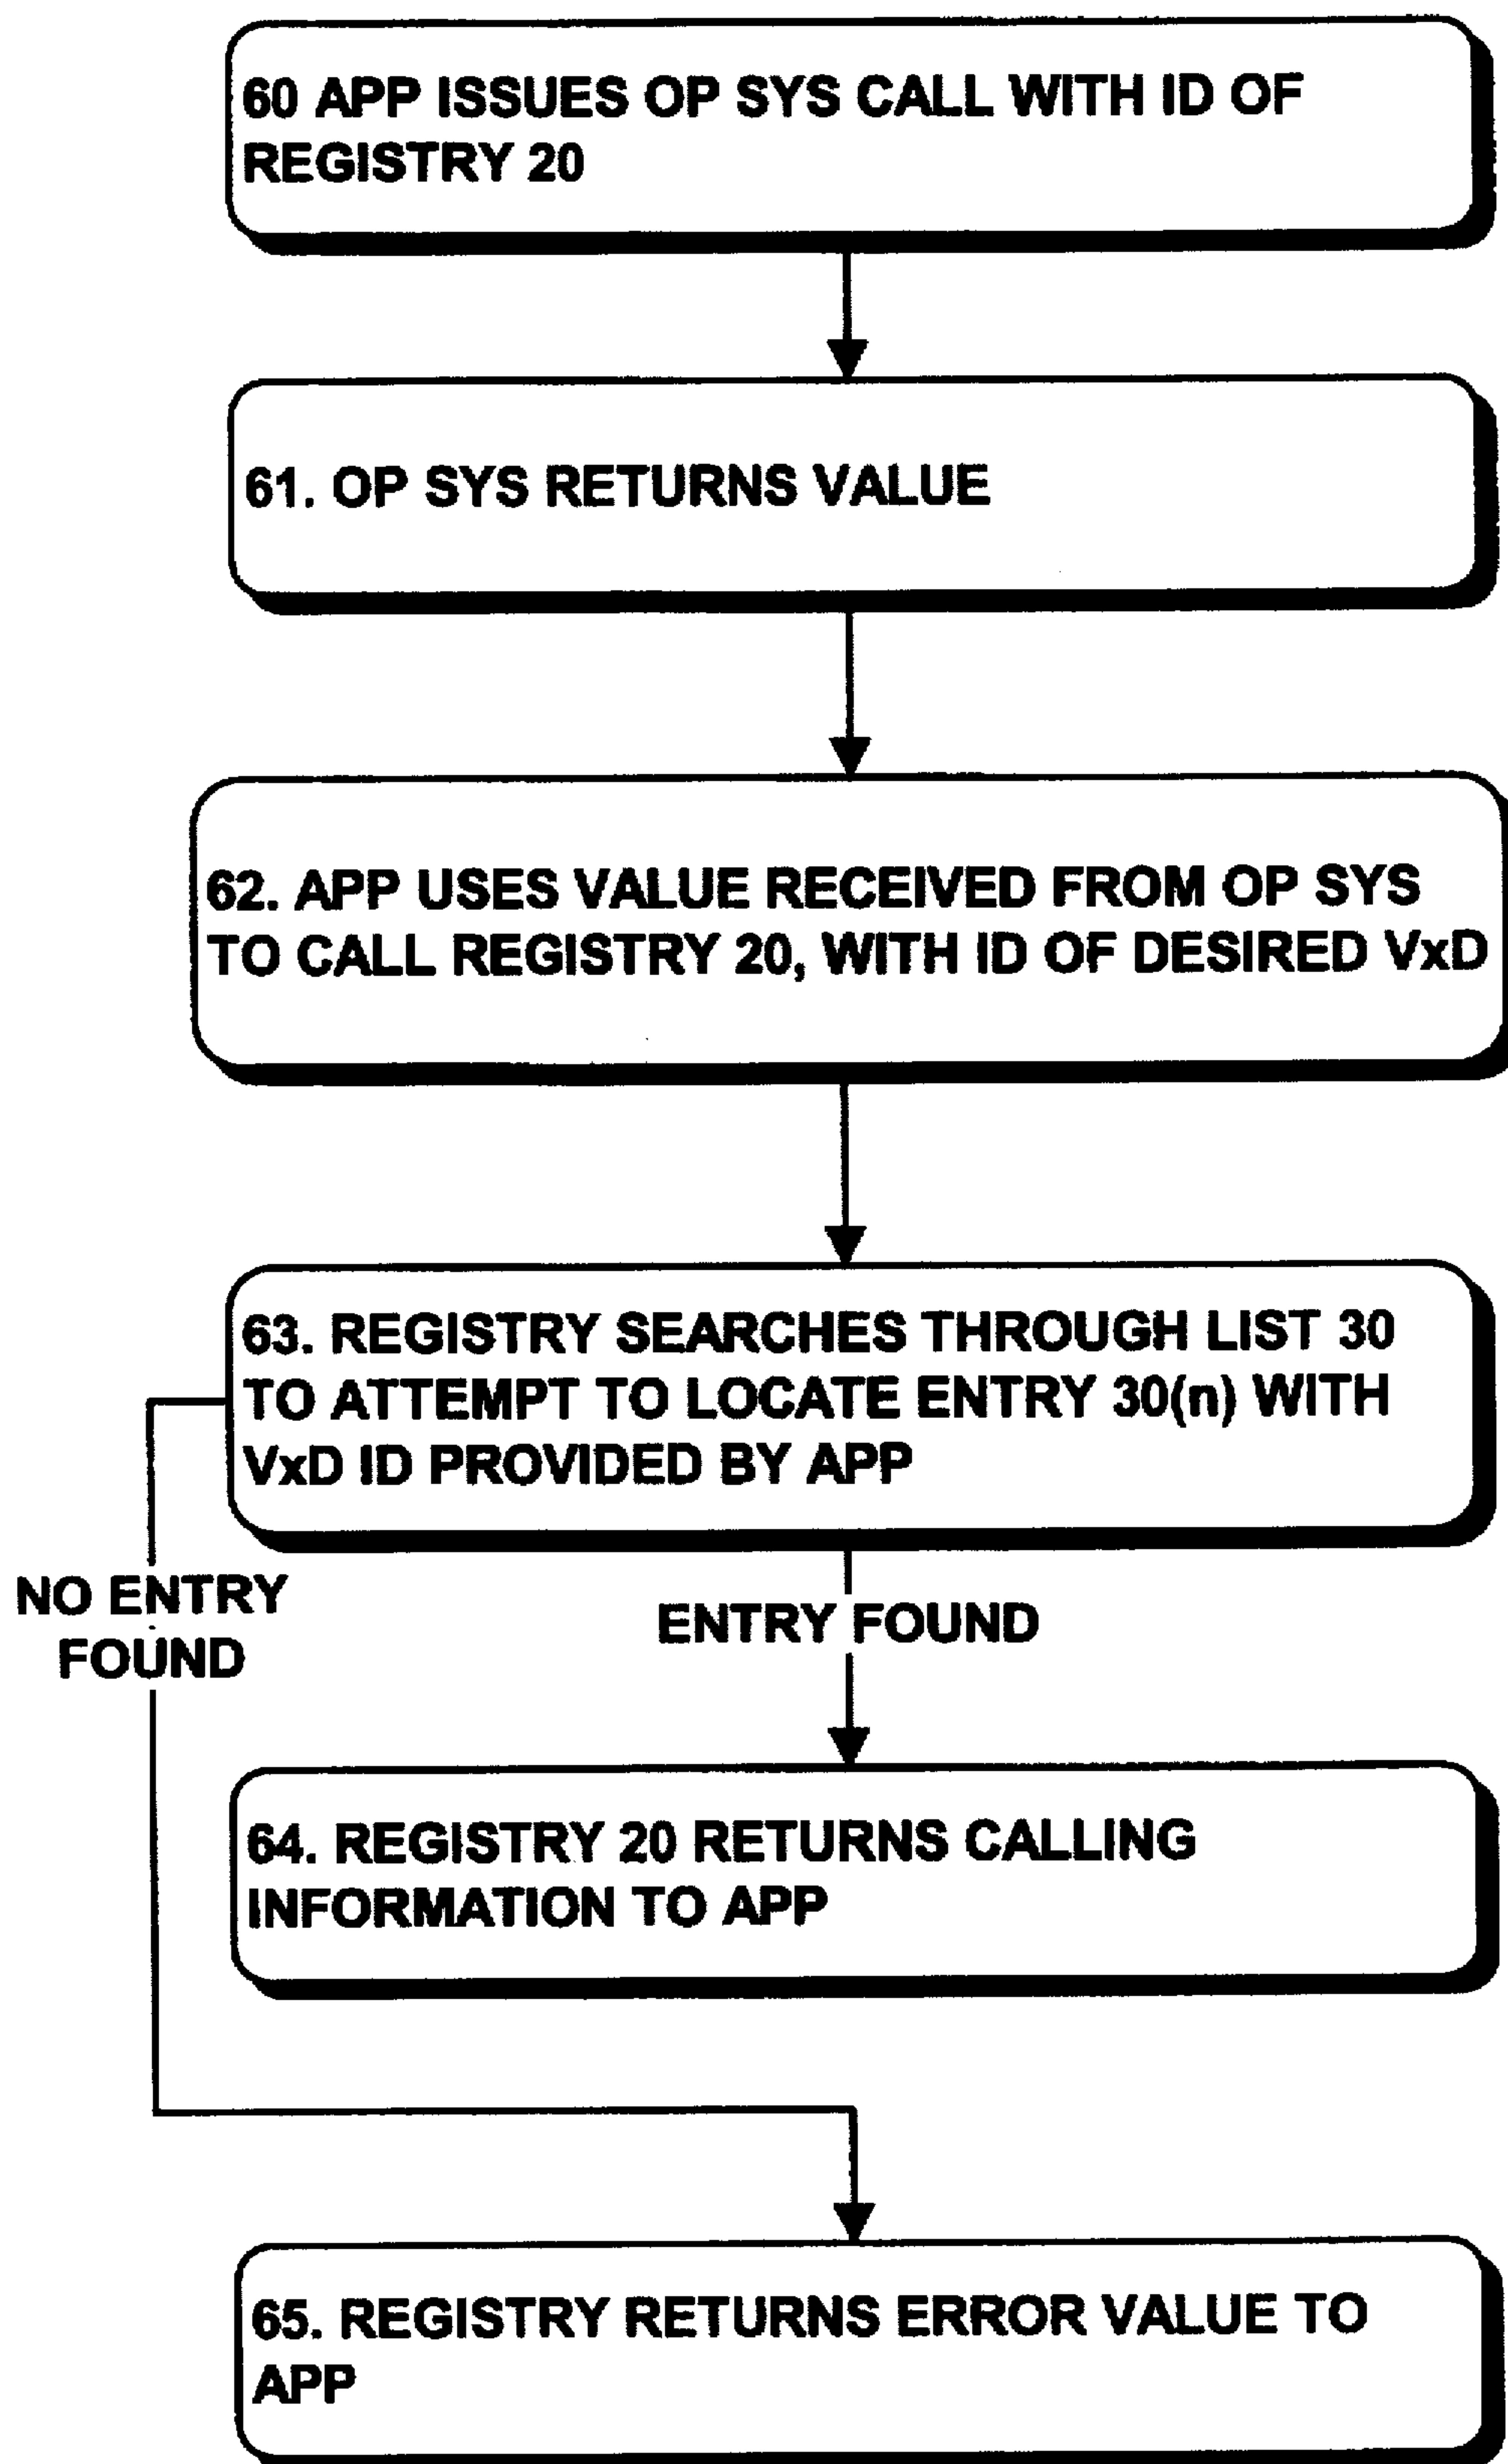 60 APP ISSUES OP SYS CALL WITH ID OF
REGISTRY 20
61. OP SYS RETURNS VALUE
62. APP USES VALUE RECEIVED FROM OP SYS
TO CALL REGISTRY 20, WITH ID OF DESIRED VxD
63. REGISTRY SEARCHES THROUGH LIST 30
TO ATTEMPT TO LOCATE ENTRY 30(n) WITH
VxD ID PROVIDED BY APP
NO ENTRY
FOUND
ENTRY FOUND
64. REGISTRY 20 RETURNS CALLING
INFORMATION TO APP
65. REGISTRY RETURNS ERROR VALUE TO
APP